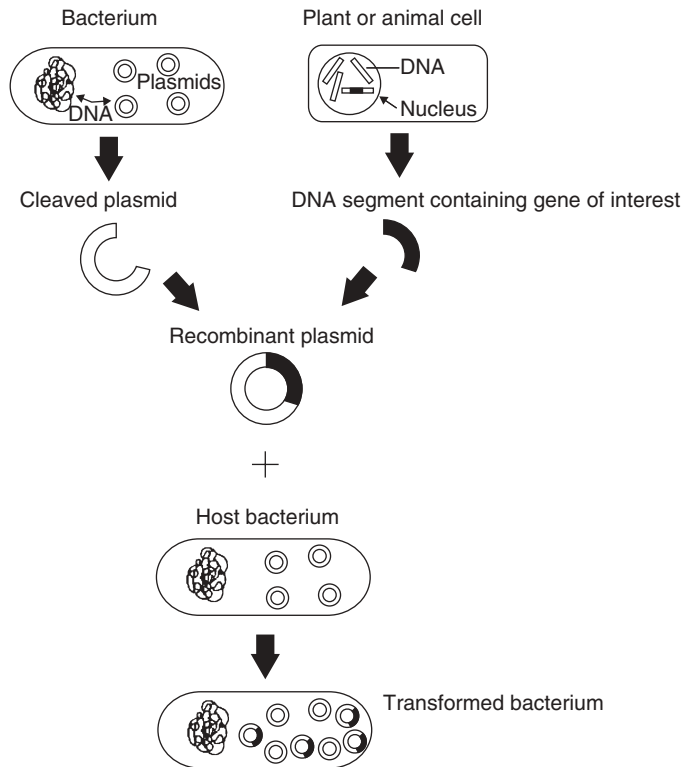 Bacterium
Plant or animal cell
Plasmids
DNA
DNA
Nucleus
Cleaved plasmid
DNA segment containing gene of interest
Recombinant plasmid
+
Host bacterium
Transformed bacterium